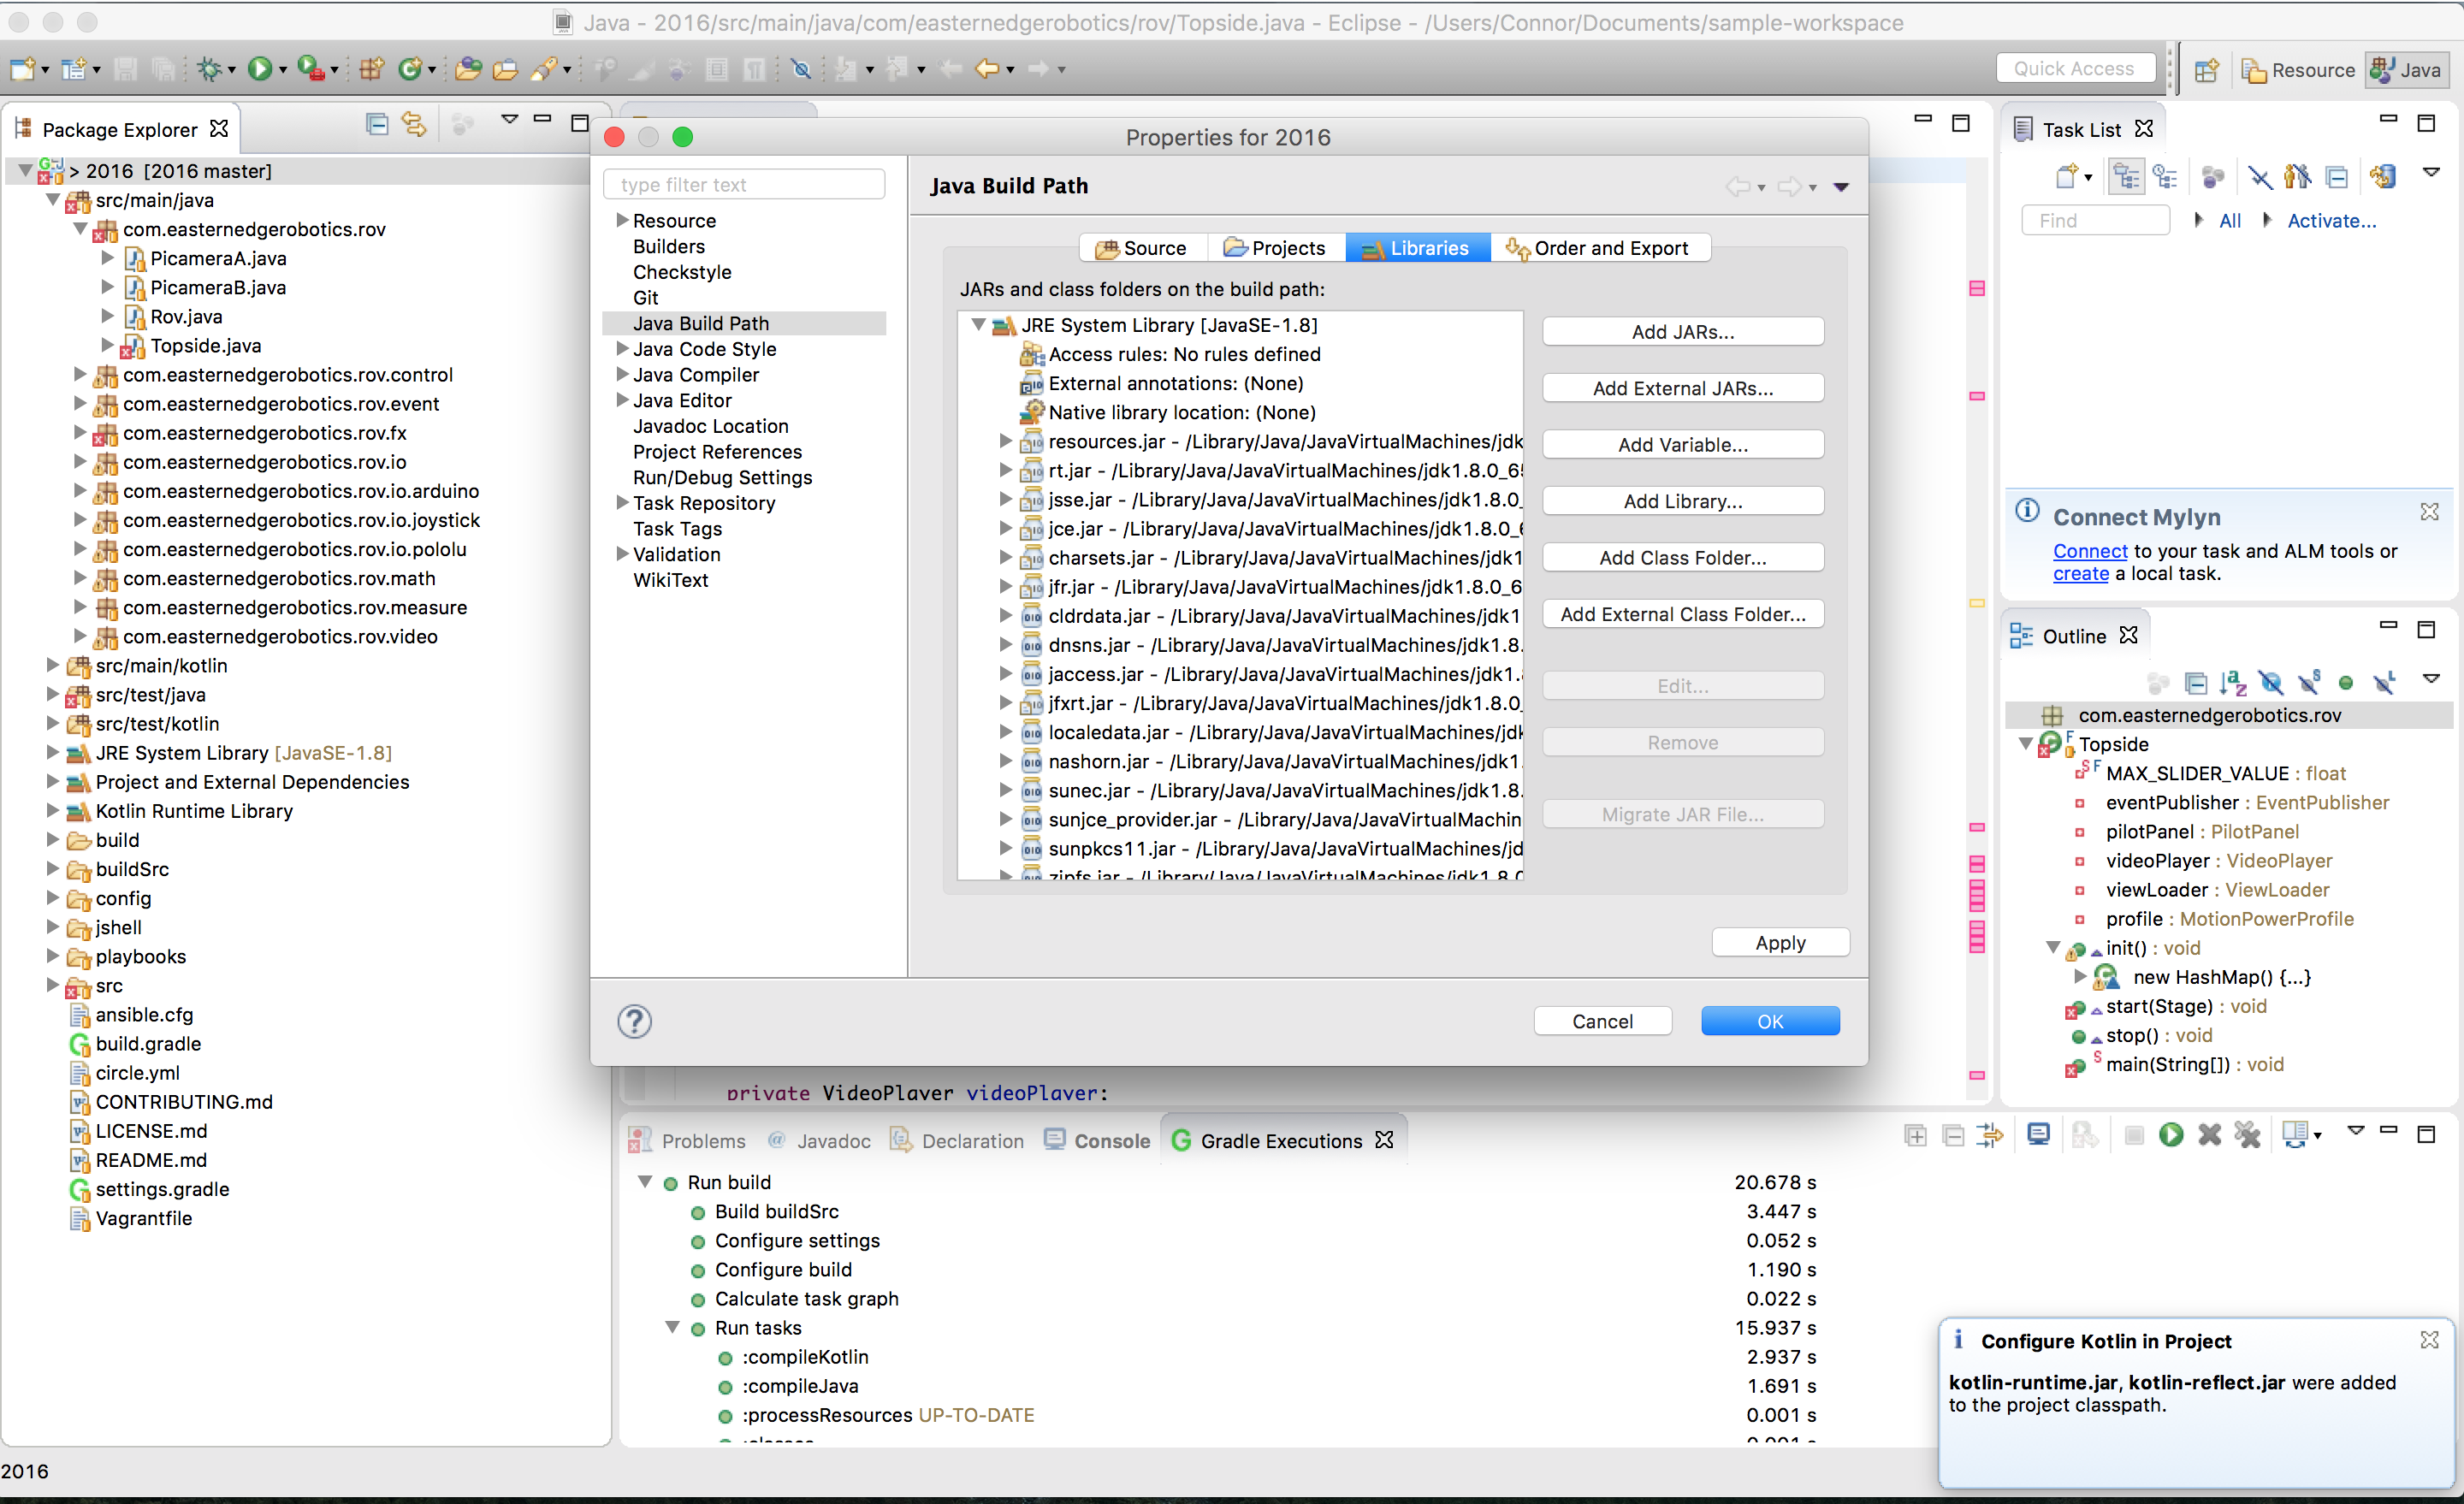 Java - 2016/src/main/java/com/easternedgerobotics/rov/Topside.java - Eclipse - /Users/Connor/Documents/sample-workspace
Quick Access
Resource
Java
Package Explorer
> 2016 [2016 master]
src/main/java
com.easternedgerobotics.rov
PicameraA.java
PicameraB.java
Rov.java
Topside.java
com.easternedgerobotics.rov.control
com.easternedgerobotics.rov.event
com.easternedgerobotics.rov.fx
com.easternedgerobotics.rov.io
com.easternedgerobotics.rov.io.arduino
com.easternedgerobotics.rov.io.joystick
com.easternedgerobotics.rov.io.pololu
com.easternedgerobotics.rov.math
com.easternedgerobotics.rov.measure
com.easternedgerobotics.rov.video
src/main/kotlin
src/test/java
src/test/kotlin
JRE System Library [JavaSE-1.8]
Project and External Dependencies
Kotlin Runtime Library
build
buildSrc
config
jshell
playbooks
src
ansible.cfg
build.gradle
circle.yml
CONTRIBUTING.md
LICENSE.md
README.md
settings.gradle
Vagrantfile
2016
Properties for 2016
type filter text
Resource
Builders
Checkstyle
Git
Java Build Path
Java Code Style
Java Compiler
Java Editor
Javadoc Location
Project References
Run/Debug Settings
Task Repository
Task Tags
Validation
WikiText
Java Build Path
Source
Projects
Libraries
Order and Export
JARs and class folders on the build path:
JRE System Library [JavaSE-1.8]
Access rules: No rules defined
External annotations: (None)
Native library location: (None)
resources.jar - /Library/Java/JavaVirtualMachines/jdk
rt.jar - /Library/Java/JavaVirtualMachines/jdk1.8.0_65
jsse.jar - /Library/Java/JavaVirtualMachines/jdk1.8.0_
jce.jar - /Library/Java/JavaVirtualMachines/jdk1.8.0_6
charsets.jar - /Library/Java/JavaVirtualMachines/jdk1
jfr.jar - /Library/Java/JavaVirtualMachines/jdk1.8.0_6
cldrdata.jar - /Library/Java/JavaVirtualMachines/jdk1
dnsns.jar - /Library/Java/JavaVirtualMachines/jdk1.8.
jaccess.jar - /Library/Java/JavaVirtualMachines/jdk1.
jfxrt.jar - /Library/Java/JavaVirtualMachines/jdk1.8.0_
localedata.jar - /Library/Java/JavaVirtualMachines/jdk
nashorn.jar - /Library/Java/JavaVirtualMachines/jdk1.
sunec.jar - /Library/Java/JavaVirtualMachines/jdk1.8.
sunjce_provider.jar - /Library/Java/JavaVirtualMachin
sunpkcs11.jar - /Library/Java/JavaVirtualMachines/jd
zipfs.jar - /Library/Java/JavaVirtualMachines/jdk1.8.0
Add JARs...
Add External JARs...
Add Variable...
Add Library...
Add Class Folder...
Add External Class Folder...
Edit...
Remove
Migrate JAR File...
Apply
Cancel
OK
private VideoPlayer videoPlayer;
Problems
Javadoc
Declaration
Console
Gradle Executions
Run build 20.678 s
Build buildSrc 3.447 s
Configure settings 0.052 s
Configure build 1.190 s
Calculate task graph 0.022 s
Run tasks 15.937 s
:compileKotlin 2.937 s
:compileJava 1.691 s
:processResources UP-TO-DATE 0.001 s
Task List
Find
All
Activate...
Connect Mylyn
Connect to your task and ALM tools or
create a local task.
Outline
com.easternedgerobotics.rov
Topside
MAX_SLIDER_VALUE : float
eventPublisher : EventPublisher
pilotPanel : PilotPanel
videoPlayer : VideoPlayer
viewLoader : ViewLoader
profile : MotionPowerProfile
init() : void
new HashMap() {...}
start(Stage) : void
stop() : void
main(String[]) : void
Configure Kotlin in Project
kotlin-runtime.jar, kotlin-reflect.jar were added
to the project classpath.